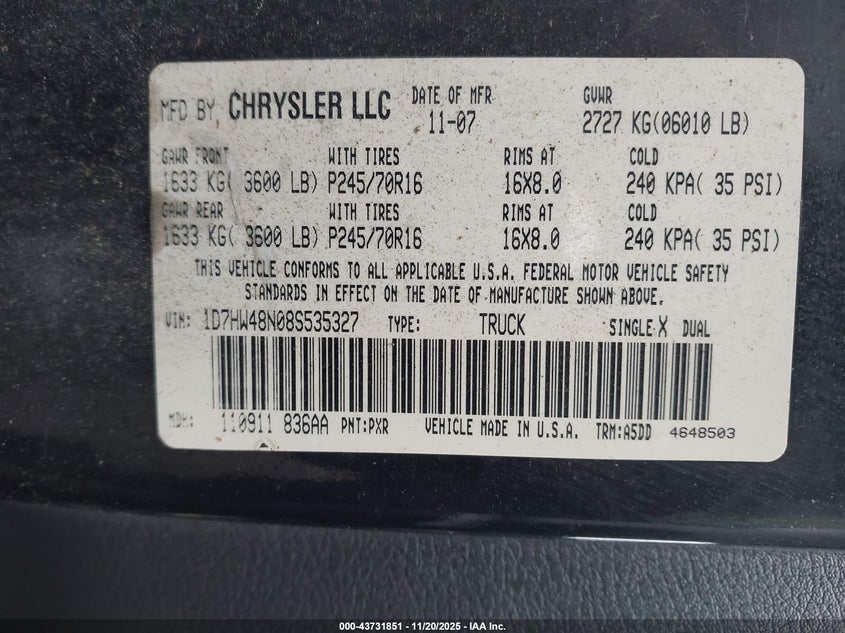 MFD BY CHRYSLER LLC DATE OF MFR 11-07 GVWR 2727 KG(06010 LB)
GAWR FRONT WITH TIRES RIMS AT COLD
1633 KG( 3600 LB) P245/70R16 16X8.0 240 KPA( 35 PSI)
GAWR REAR WITH TIRES RIMS AT COLD
1633 KG( 3600 LB) P245/70R16 16X8.0 240 KPA( 35 PSI)
THIS VEHICLE CONFORMS TO ALL APPLICABLE U.S.A. FEDERAL MOTOR VEHICLE SAFETY
STANDARDS IN EFFECT ON THE DATE OF MANUFACTURE SHOWN ABOVE.
VIN: 1D7HW48N08S535327 TYPE: TRUCK SINGLE X DUAL
MDH: 110911 836AA PNT:PXR VEHICLE MADE IN U.S.A. TRM:A5DD 4648503
000-43731851 - 11/20/2025 - IAA Inc.